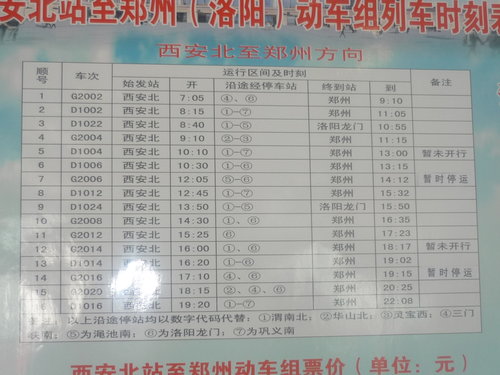 安北站至郑州（洛阳）动车组列车时刻
西安北至郑州方向
顺号 车次 运行区间及时刻 备注
始发站 开 沿途经停车站 终到站 到
1 G2002 西安北 7:05 ④、⑥ 郑州 9:10
2 D1002 西安北 8:15 ①-⑦ 郑州 11:05
3 D1022 西安北 8:40 ①-⑤ 洛阳龙门 10:55
4 G2004 西安北 9:10 ②-③ 郑州 11:15
5 D1004 西安北 10:10 ①-⑦ 郑州 13:00 暂未开行
6 D1006 西安北 10:30 ①-⑥ 郑州 13:15
7 G2006 西安北 12:05 ⑤-⑥ 郑州 14:12 暂时停运
8 D1012 西安北 12:45 ①-⑦ 郑州 15:32
9 D1024 西安北 13:50 ①-⑤ 洛阳龙门 15:50
10 G2008 西安北 14:30 ①、⑥ 郑州 16:35
11 G2012 西安北 15:25 ⑥ 郑州 17:23
12 G2014 西安北 16:00 ①、⑥ 郑州 18:17 暂未开行
13 D1014 西安北 16:20 ①-⑥ 郑州 19:02
14 G2016 西安北 17:10 ④、⑥ 郑州 19:15 暂时停运
15 G2020 西安北 18:15 ②、④、⑥ 郑州 20:25
D2016 西安北 19:20 ①-⑦ 郑州 22:08
以上沿途停站均以数字代码代替：①渭南北；②华山北；③灵宝西；④三门
峡南；⑤为渑池南；⑥为洛阳龙门；⑦为巩义南
西安北站至郑州动车组票价（单位：元）